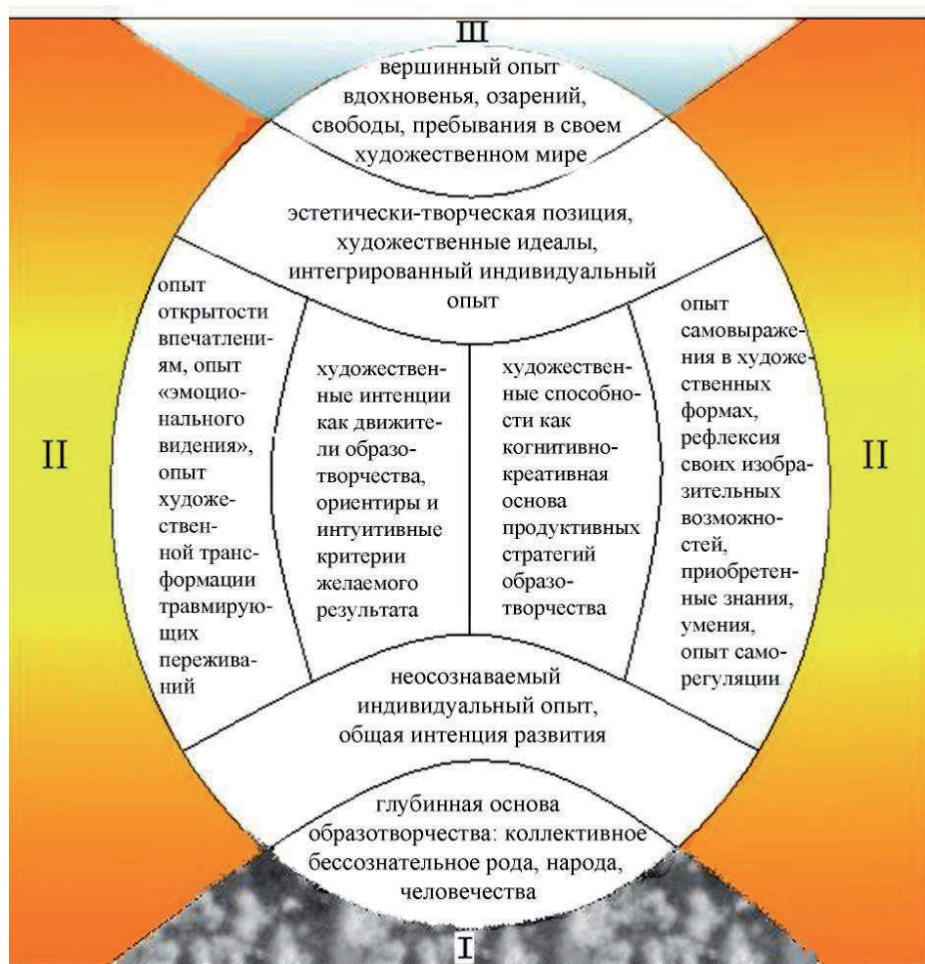 III
вершинный опыт
вдохновенья, озарений,
свободы, пребывания в своем
художественном мире
эстетически-творческая позиция,
художественные идеалы,
интегрированный индивидуальный
опыт
опыт
открытости
впечатлени-
ям, опыт
«эмоцио-
нального
видения»,
опыт
художе-
ствен-
ной транс-
формации
травмирую-
щих
пережива-
ний
художествен-
ные интенции
как движите-
ли образо-
творчества,
ориентиры и
интуитивные
критерии
желаемого
результата
художествен-
ные способно-
сти как
когнитивно-
креативная
основа
продуктивных
стратегий
образо-
творчества
опыт
самовыраже-
ния в художе-
ственных
формах,
рефлексия
своих изобра-
зительных
возможно-
стей,
приобретен-
ные знания,
умения,
опыт само-
регуляции
II
II
неосознаваемый
индивидуальный опыт,
общая интенция развития
глубинная основа
образотворчества: коллективное
бессознательное рода, народа,
человечества
I